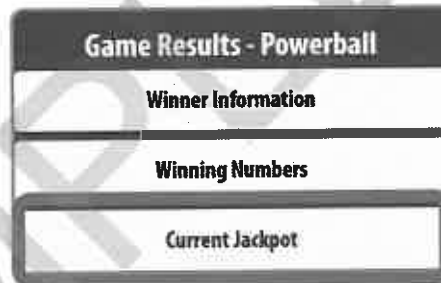 Game Results - Powerball
Winner Information
Winning Numbers
Current Jackpot